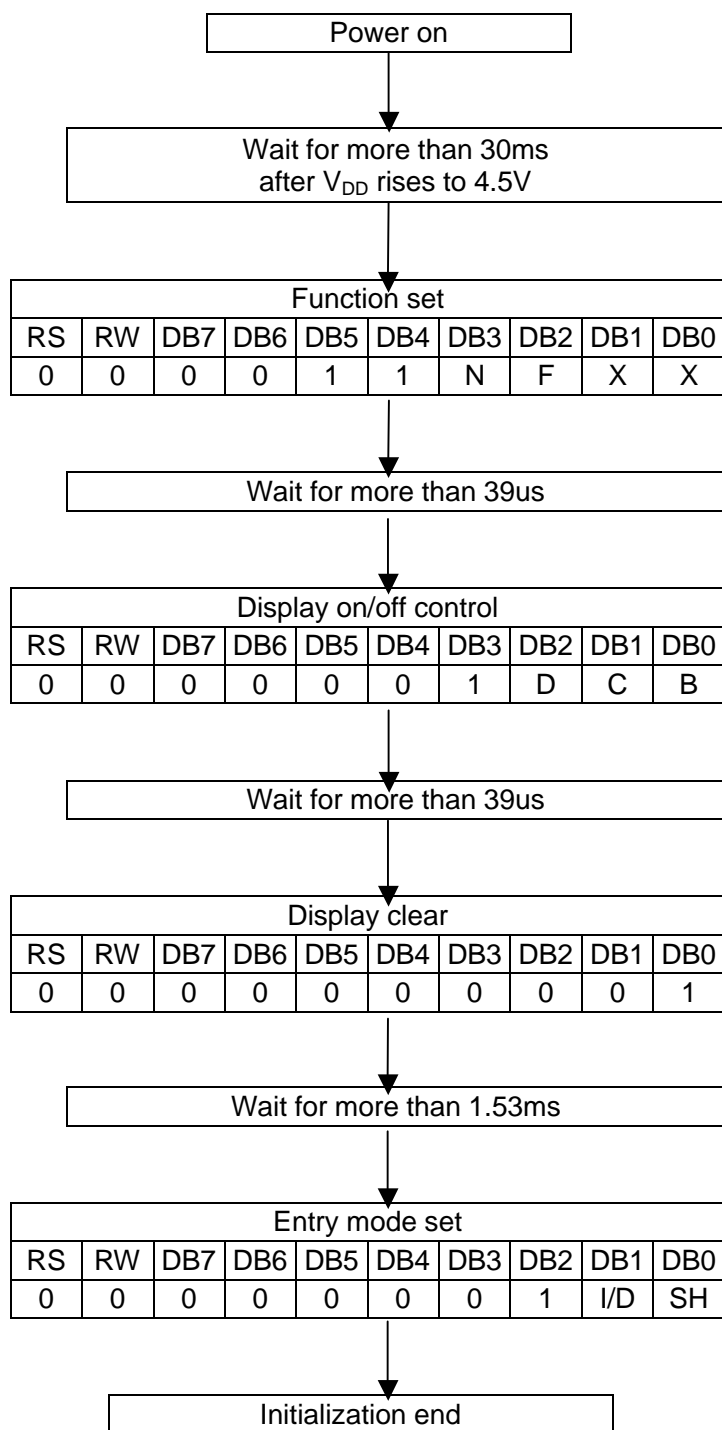 Power on
Wait for more than 30ms
after VDD rises to 4.5V
Function set
RS RW DB7 DB6 DB5 DB4 DB3 DB2 DB1 DB0
0 0 0 0 1 1 N F X X
Wait for more than 39us
Display on/off control
RS RW DB7 DB6 DB5 DB4 DB3 DB2 DB1 DB0
0 0 0 0 0 0 1 D C B
Wait for more than 39us
Display clear
RS RW DB7 DB6 DB5 DB4 DB3 DB2 DB1 DB0
0 0 0 0 0 0 0 0 0 1
Wait for more than 1.53ms
Entry mode set
RS RW DB7 DB6 DB5 DB4 DB3 DB2 DB1 DB0
0 0 0 0 0 0 0 1 I/D SH
Initialization end